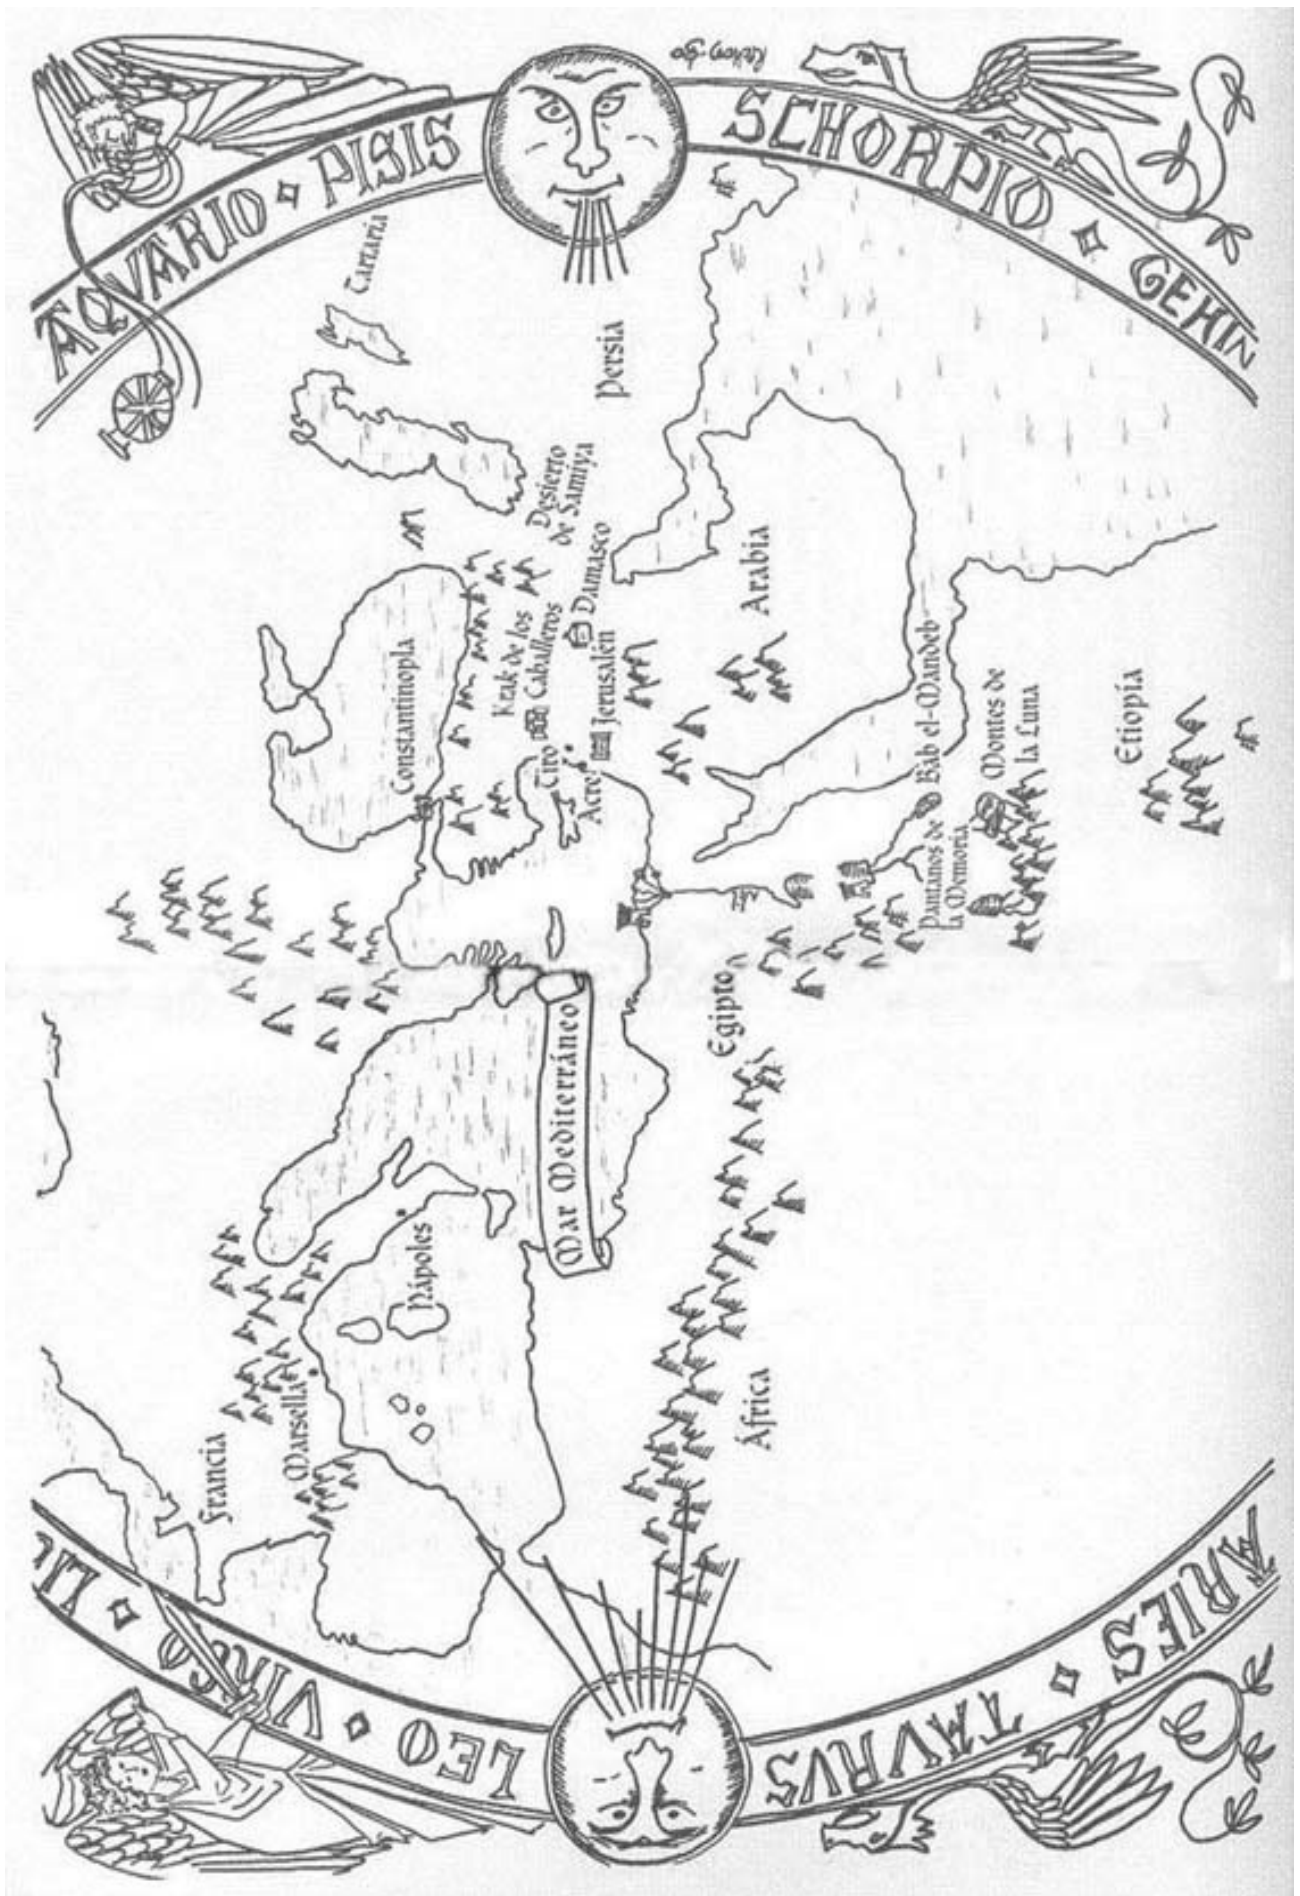 AQVARIO · PISIS
SCHORPIO · GEHIN
LEO · VIRGO
ARIES · TAVRUS
Tartaria
Persia
Desierto
de Samiya
Constantinopla
Krak de los
Caballeros
Damasco
Arabia
Tiro
Acre
Jerusalén
Bab el-Mandeb
Montes de
la Luna
Etiopía
Pantanos de
la Memoria
Egipto
Mar Mediterráneo
Nápoles
Francia
Marsella
África